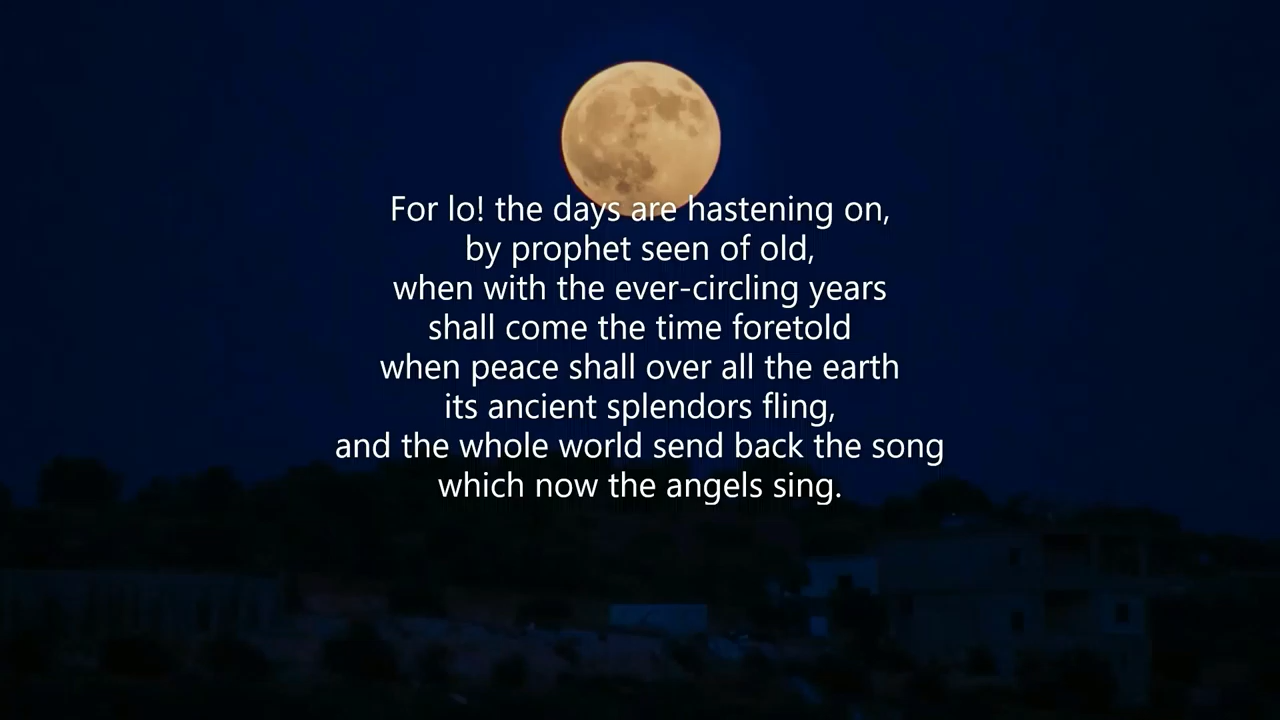 For lo! the days are hastening on,
by prophet seen of old,
when with the ever-circling years
shall come the time foretold
when peace shall over all the earth
its ancient splendors fling,
and the whole world send back the song
which now the angels sing.